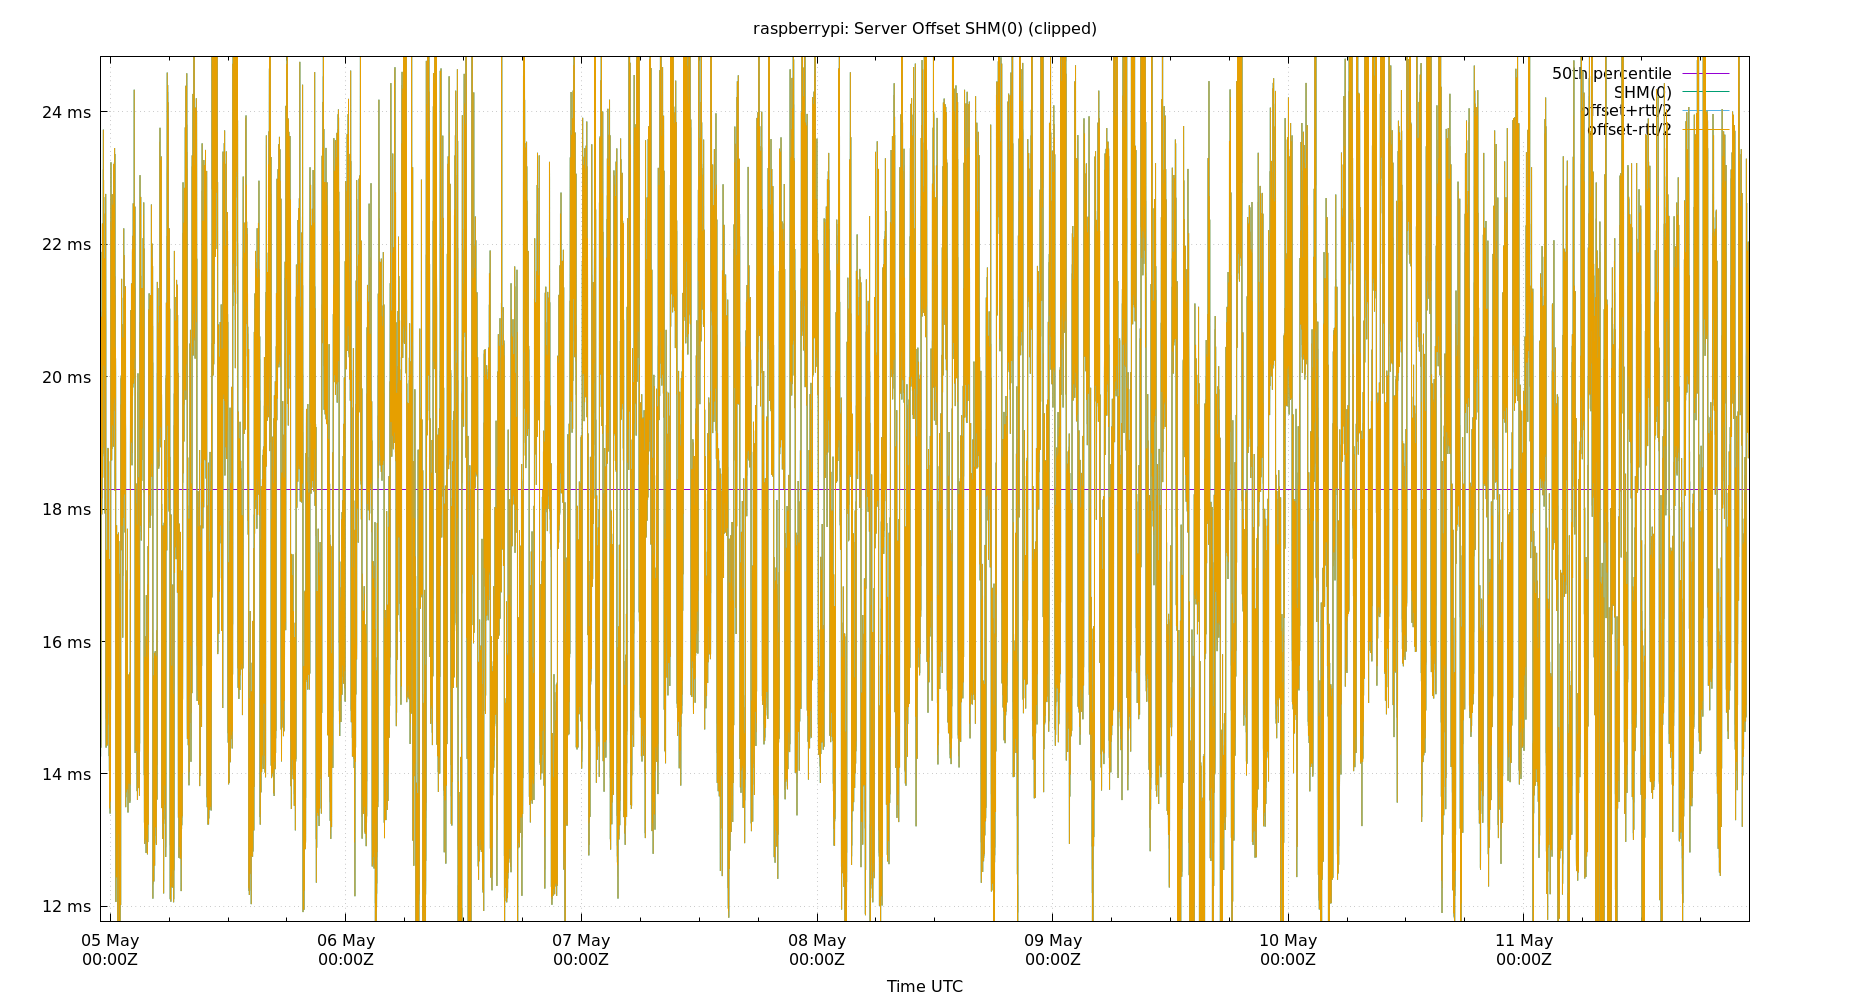 raspberrypi: Server Offset SHM(0) (clipped)
50th percentile
SHM(0)
offset+rtt/2
offset-rtt/2
24 ms
22 ms
20 ms
18 ms
16 ms
14 ms
12 ms
05 May 06 May 07 May 08 May 09 May 10 May 11 May
00:00Z 00:00Z 00:00Z 00:00Z 00:00Z 00:00Z 00:00Z
Time UTC